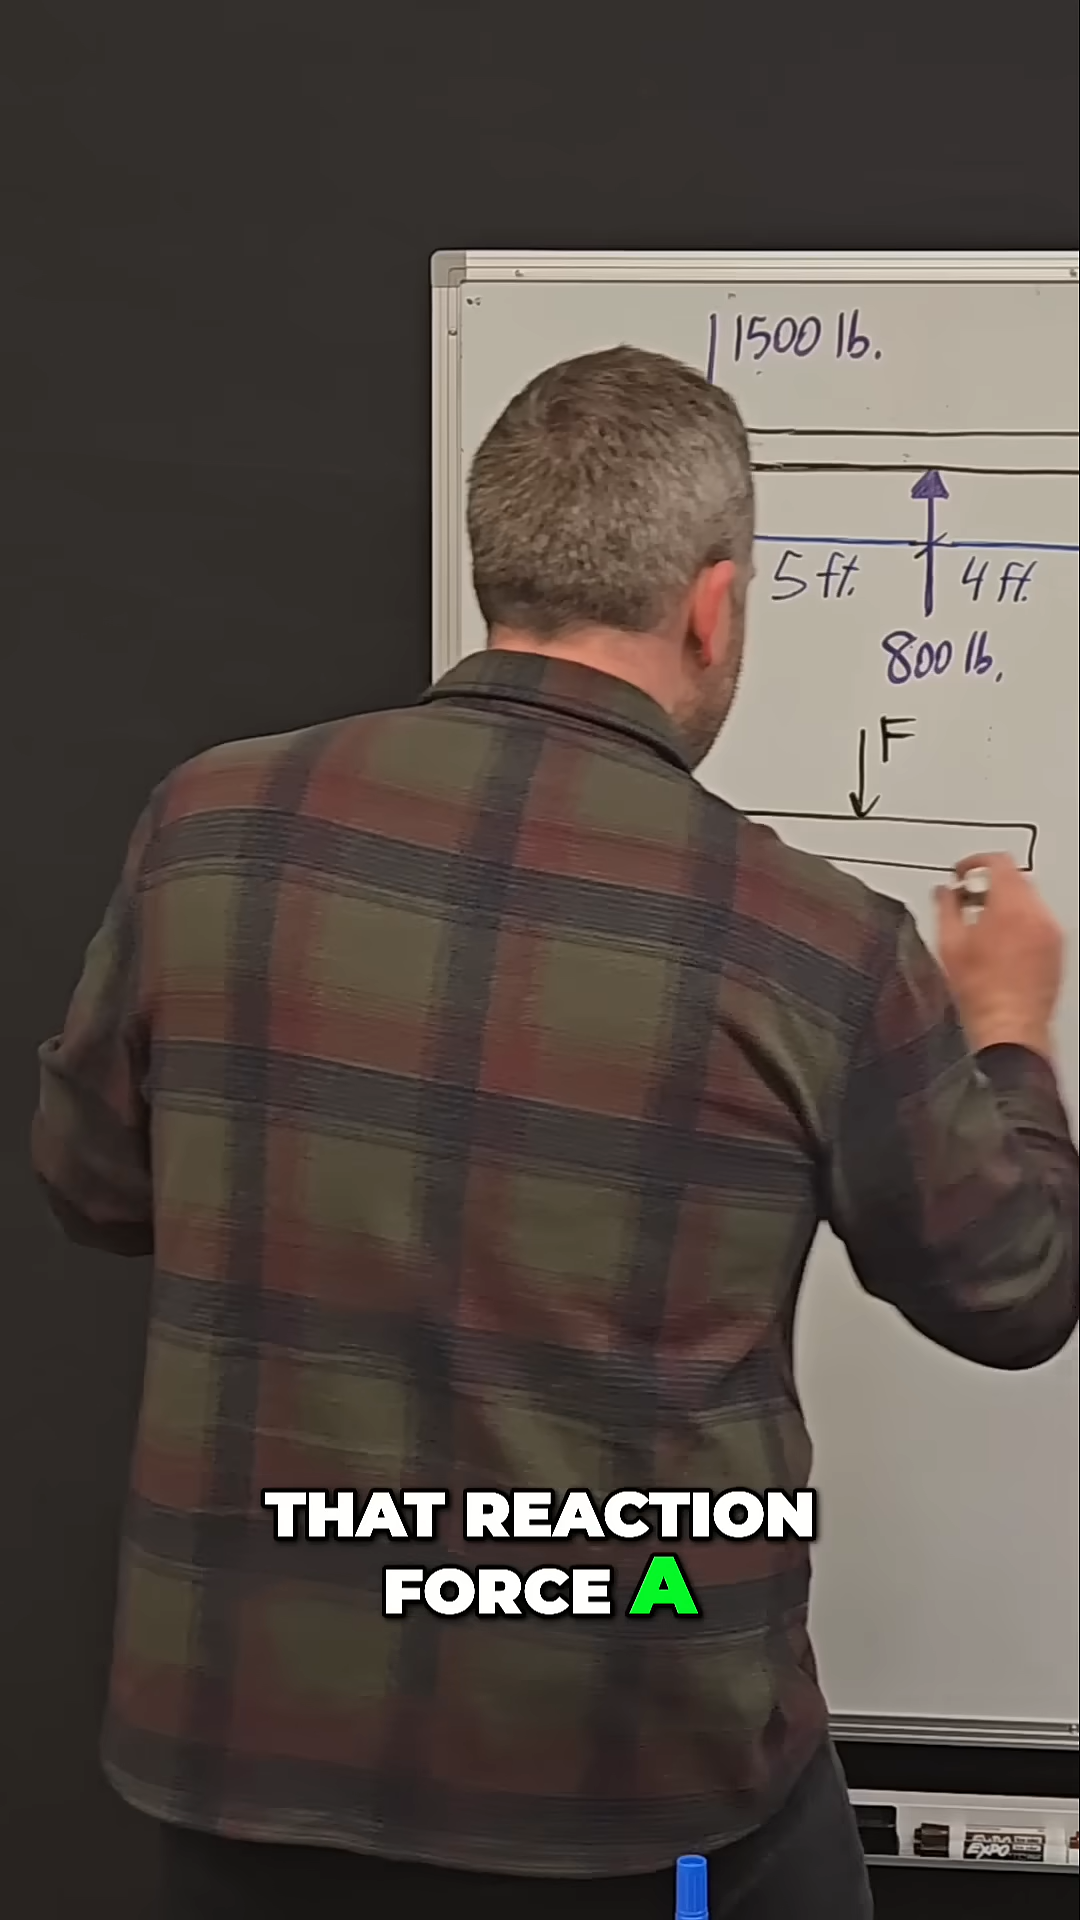 1500 lb.
5 ft. 4 ft.
800 lb.
F
THAT REACTION
FORCE A
EXPO